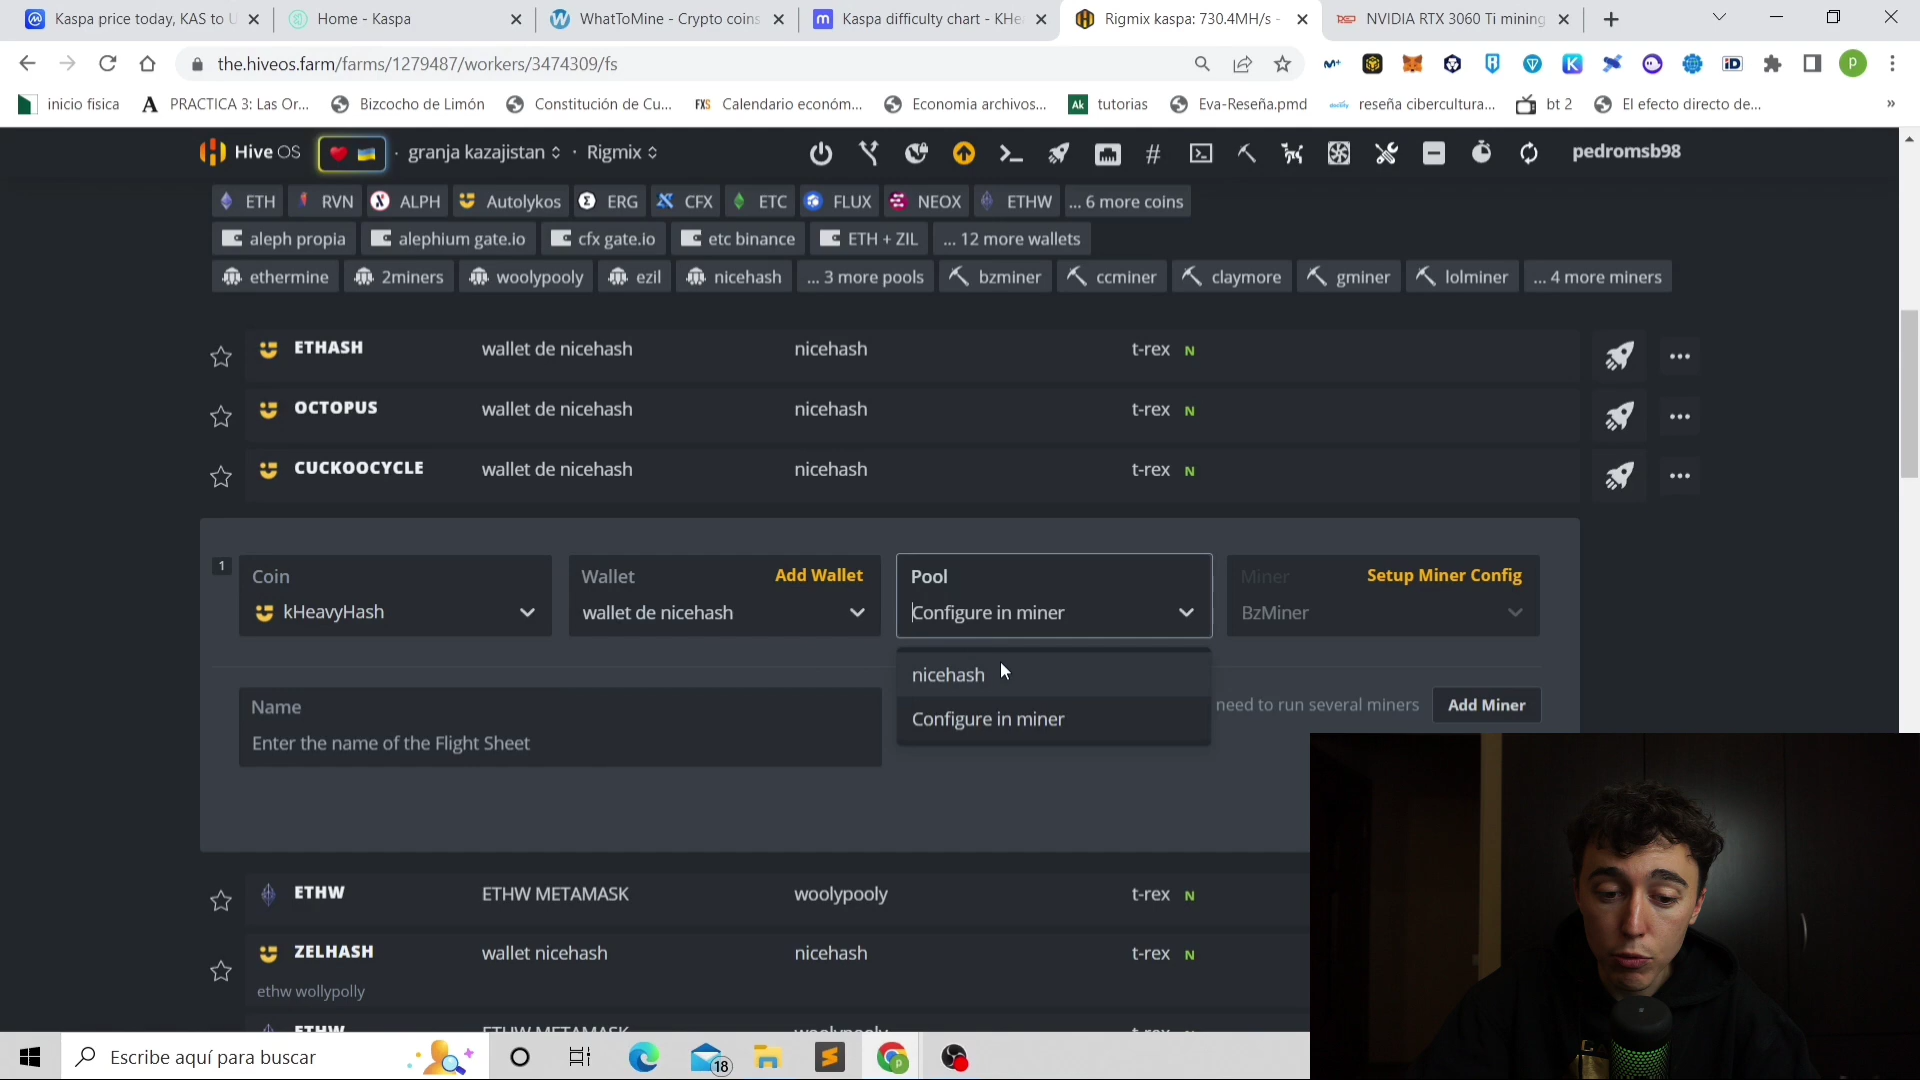 Kaspa price today, KAS to U
Home - Kaspa
WhatToMine - Crypto coins
Kaspa difficulty chart - KHea
Rigmix kaspa: 730.4MH/s -
NVIDIA RTX 3060 Ti mining
the.hiveos.farm/farms/1279487/workers/3474309/fs
inicio fisica
PRACTICA 3: Las Or...
Bizcocho de Limón
Constitución de Cu...
Calendario económ...
Economia archivos...
tutorias
Eva-Reseña.pmd
reseña cibercultura...
bt 2
El efecto directo de...
Hive OS
granja kazajistan
Rigmix
pedromsb98
ETH
RVN
ALPH
Autolykos
ERG
CFX
ETC
FLUX
NEOX
ETHW
... 6 more coins
aleph propia
alephium gate.io
cfx gate.io
etc binance
ETH + ZIL
... 12 more wallets
ethermine
2miners
woolypooly
ezil
nicehash
... 3 more pools
bzminer
ccminer
claymore
gminer
lolminer
... 4 more miners
ETHASH wallet de nicehash nicehash t-rex N
OCTOPUS wallet de nicehash nicehash t-rex N
CUCKOOCYCLE wallet de nicehash nicehash t-rex N
1
Coin
kHeavyHash
Wallet Add Wallet
wallet de nicehash
Pool
Configure in miner
Miner Setup Miner Config
BzMiner
nicehash
Configure in miner
Name
Enter the name of the Flight Sheet
need to run several miners
Add Miner
ETHW ETHW METAMASK woolypooly t-rex N
ZELHASH wallet nicehash nicehash t-rex N
ethw wollypolly
ETHW ETHW METAMASK woolypooly t-rex
Escribe aquí para buscar
18